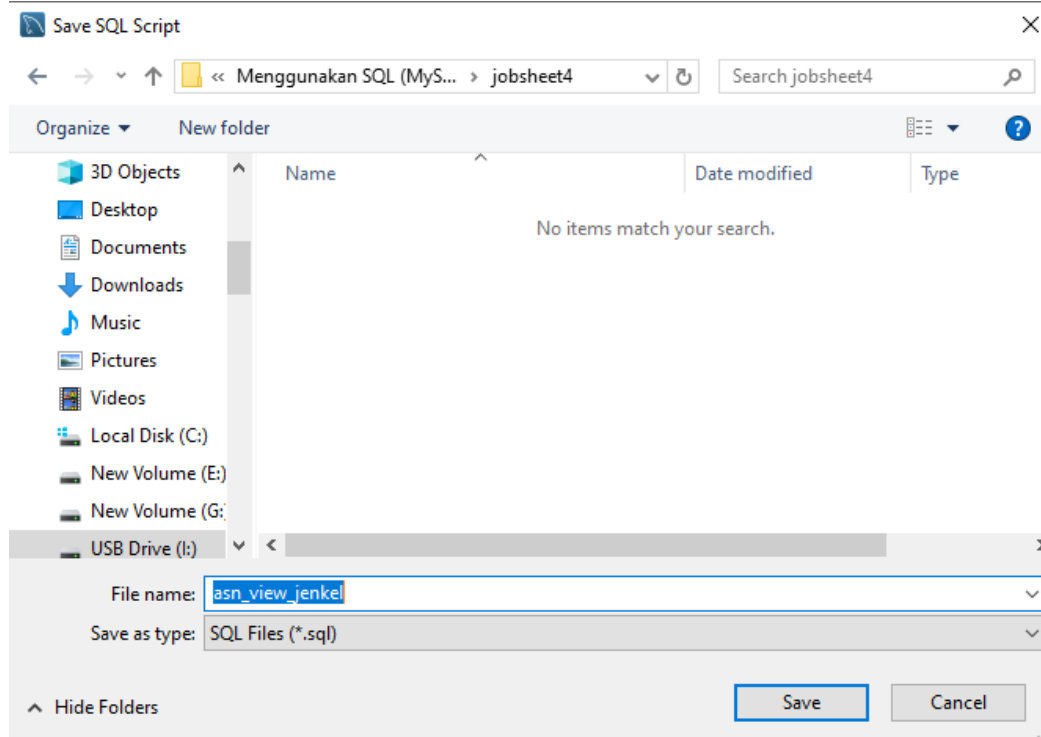 Save SQL Script
« Menggunakan SQL (MyS... › jobsheet4
Search jobsheet4
Organize
New folder
?
3D Objects
Desktop
Documents
Downloads
Music
Pictures
Videos
Local Disk (C:)
New Volume (E:)
New Volume (G:
USB Drive (I:)
Name
Date modified
Type
No items match your search.
File name: asn_view_jenkel
Save as type: SQL Files (*.sql)
Hide Folders
Save
Cancel